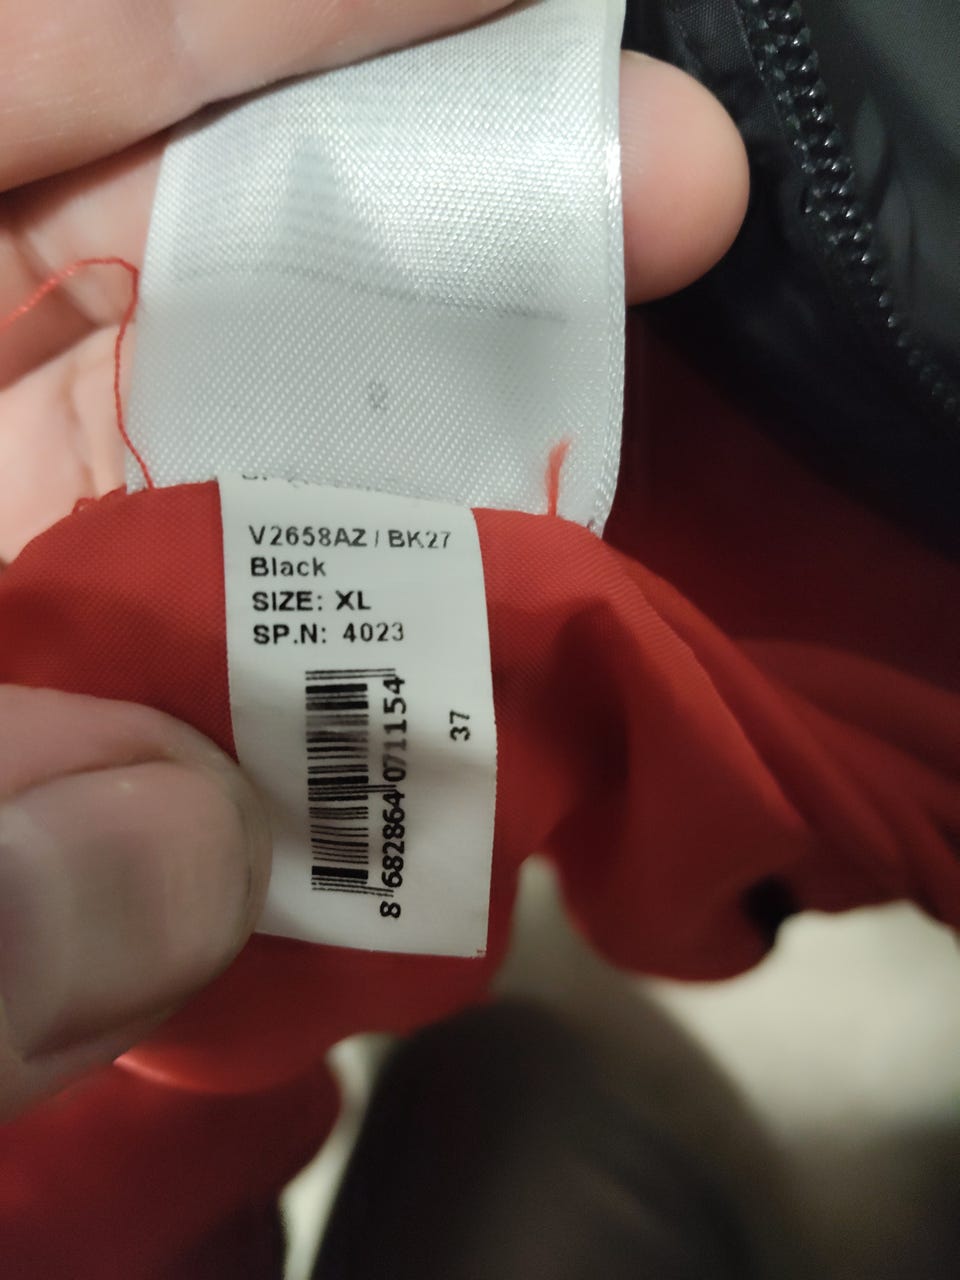 V2658AZ / BK27
Black
SIZE: XL
SP.N: 4023
8 682864 071154
37